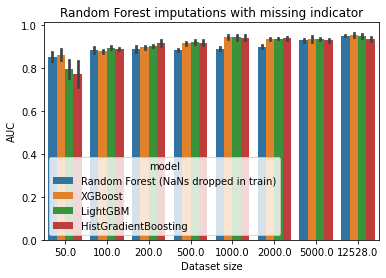 Random Forest imputations with missing indicator
AUC
1.0
0.8
0.6
0.4
0.2
0.0
model
Random Forest (NaNs dropped in train)
XGBoost
LightGBM
HistGradientBoosting
50.0 100.0 200.0 500.0 1000.0 2000.0 5000.0 12528.0
Dataset size